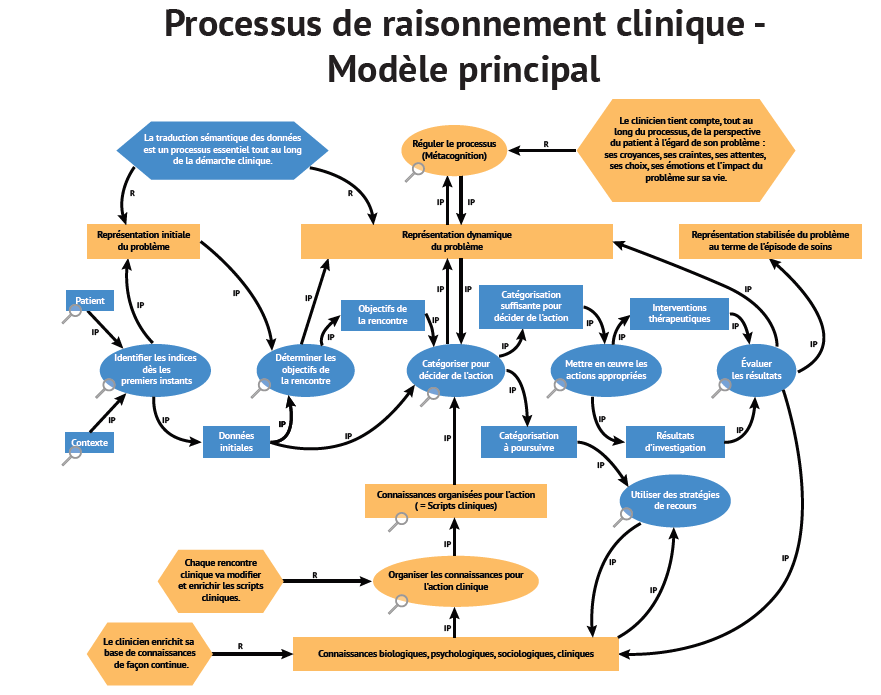 Processus de raisonnement clinique -
Modèle principal
La traduction sémantique des données
est un processus essentiel tout au long
de la démarche clinique.
Réguler le processus
(Métacognition)
Le clinicien tient compte, tout au
long du processus, de la perspective
du patient à l'égard de son problème :
ses croyances, ses craintes, ses attentes,
ses choix, ses émotions et l'impact du
problème sur sa vie.
R
R
R
IP
IP
Représentation initiale
du problème
Représentation dynamique
du problème
Représentation stabilisée du problème
au terme de l'épisode de soins
Patient
IP
IP
IP
IP
IP
IP
IP
IP
Objectifs de
la rencontre
IP
IP
Catégorisation
suffisante pour
décider de l'action
IP
IP
Interventions
thérapeutiques
IP
IP
IP
Identifier les indices
dès les
premiers instants
Déterminer les
objectifs de
la rencontre
Catégoriser pour
décider de l'action
Mettre en œuvre les
actions appropriées
Évaluer
les résultats
IP
IP
IP
IP
IP
IP
Contexte
Données
initiales
IP
IP
Catégorisation
à poursuivre
Résultats
d'investigation
IP
Connaissances organisées pour l'action
( = Scripts cliniques)
Utiliser des stratégies
de recours
IP
IP
IP
IP
Chaque rencontre
clinique va modifier
et enrichir les scripts
cliniques.
R
Organiser les connaissances pour
l'action clinique
IP
Le clinicien enrichit sa
base de connaissances
de façon continue.
R
Connaissances biologiques, psychologiques, sociologiques, cliniques